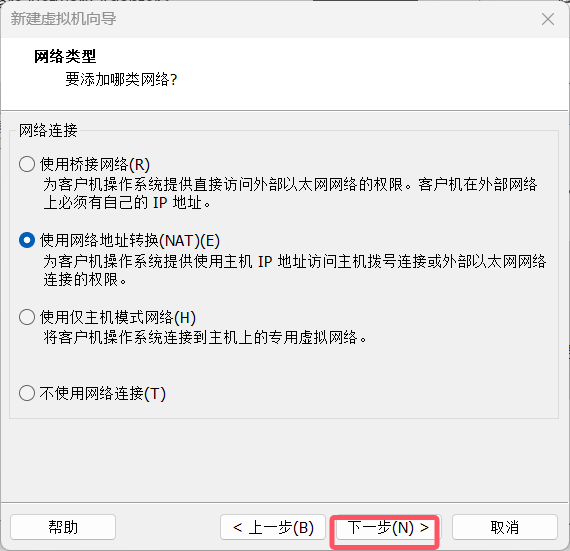 新建虚拟机向导
网络类型
要添加哪类网络?
网络连接
使用桥接网络(R)
为客户机操作系统提供直接访问外部以太网网络的权限。客户机在外部网络
上必须有自己的 IP 地址。
使用网络地址转换(NAT)(E)
为客户机操作系统提供使用主机 IP 地址访问主机拨号连接或外部以太网网络
连接的权限。
使用仅主机模式网络(H)
将客户机操作系统连接到主机上的专用虚拟网络。
不使用网络连接(T)
帮助
< 上一步(B)
下一步(N) >
取消